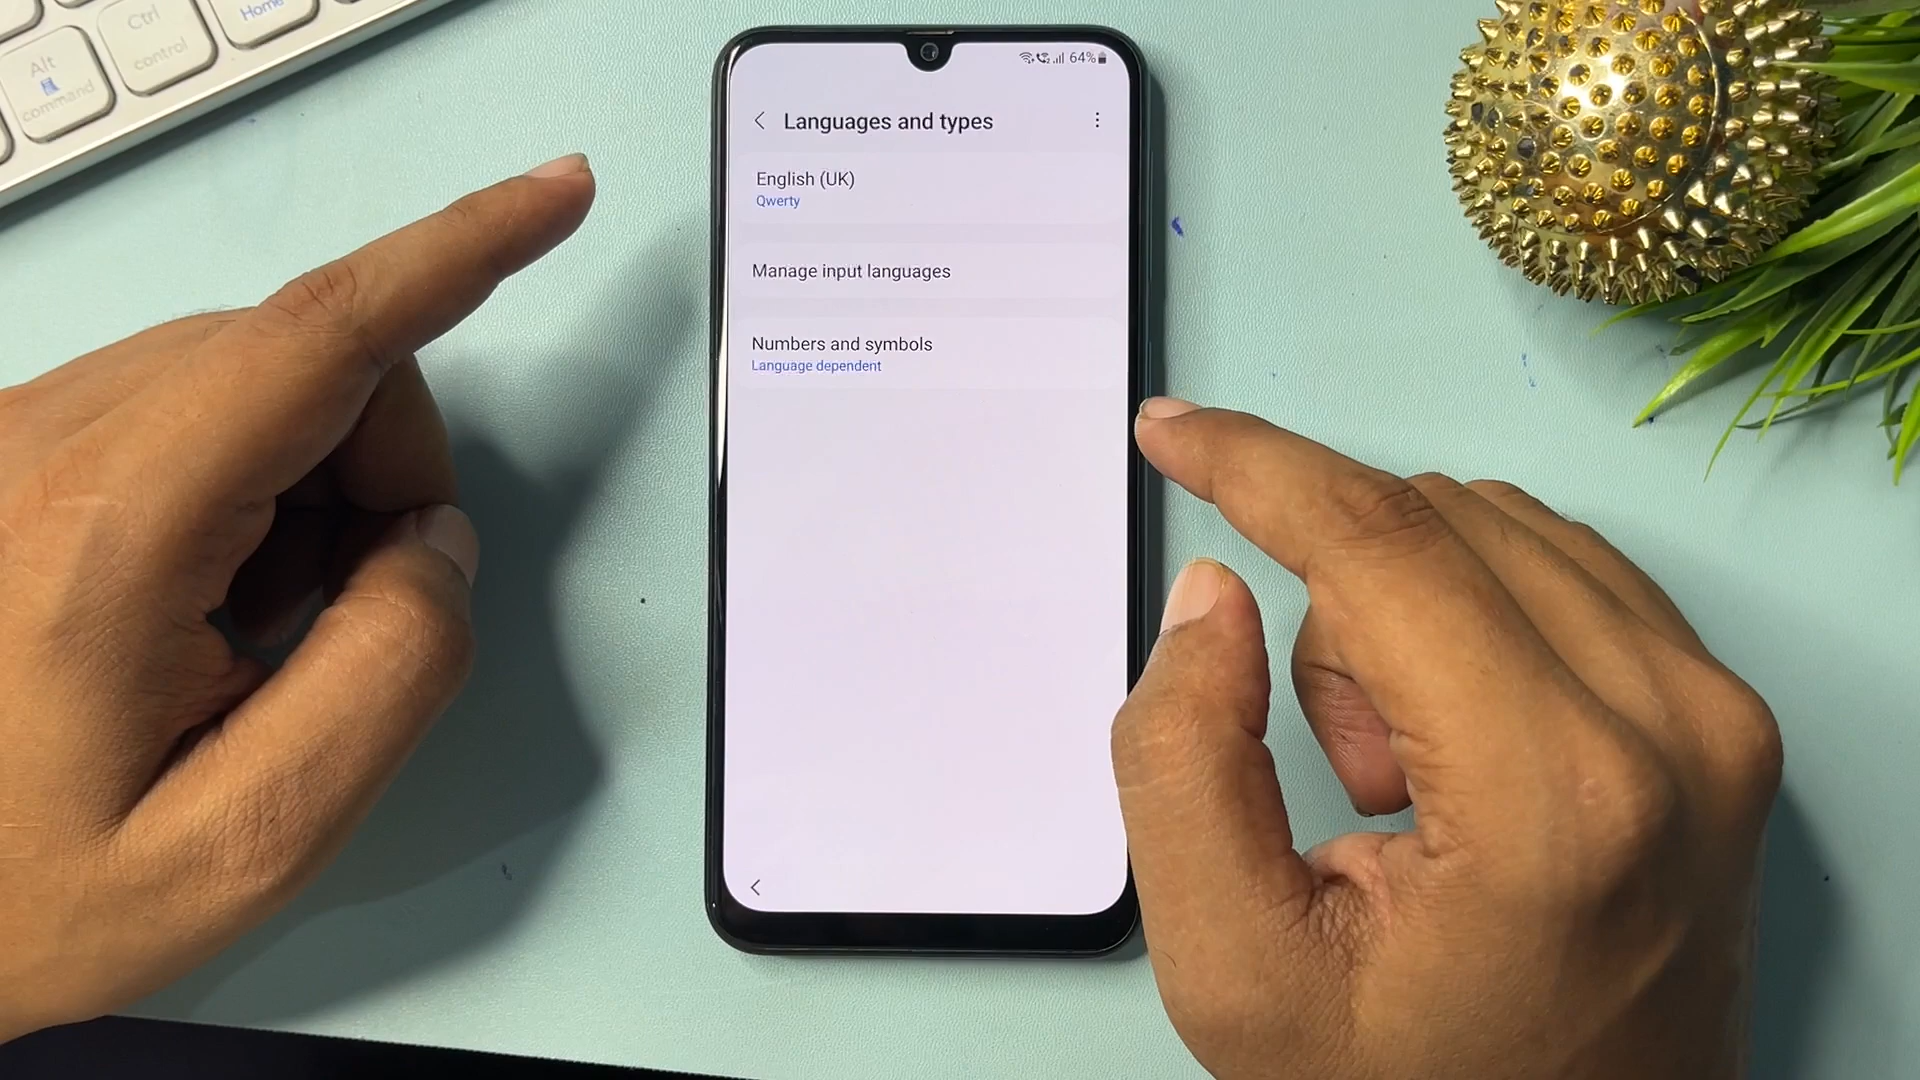 Alt
command
Ctrl
control
Home
64%
Languages and types
English (UK)
Qwerty
Manage input languages
Numbers and symbols
Language dependent